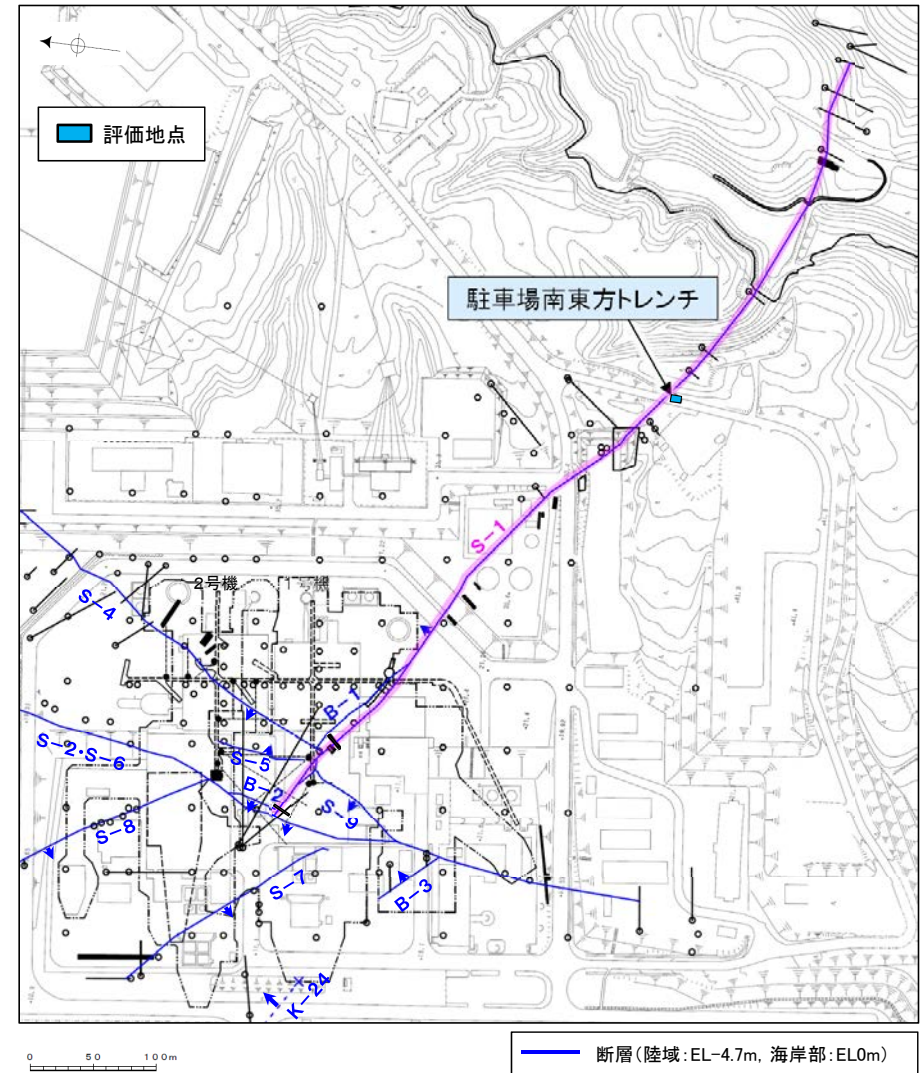 評価地点
駐車場南東方トレンチ
S-1
2号機
1号機
S-4
B-1
S-2・S-6
S-5
B-2
S-9
S-8
S-7
B-3
K-24
0 50 100m
断層(陸域:EL-4.7m, 海岸部:EL0m)